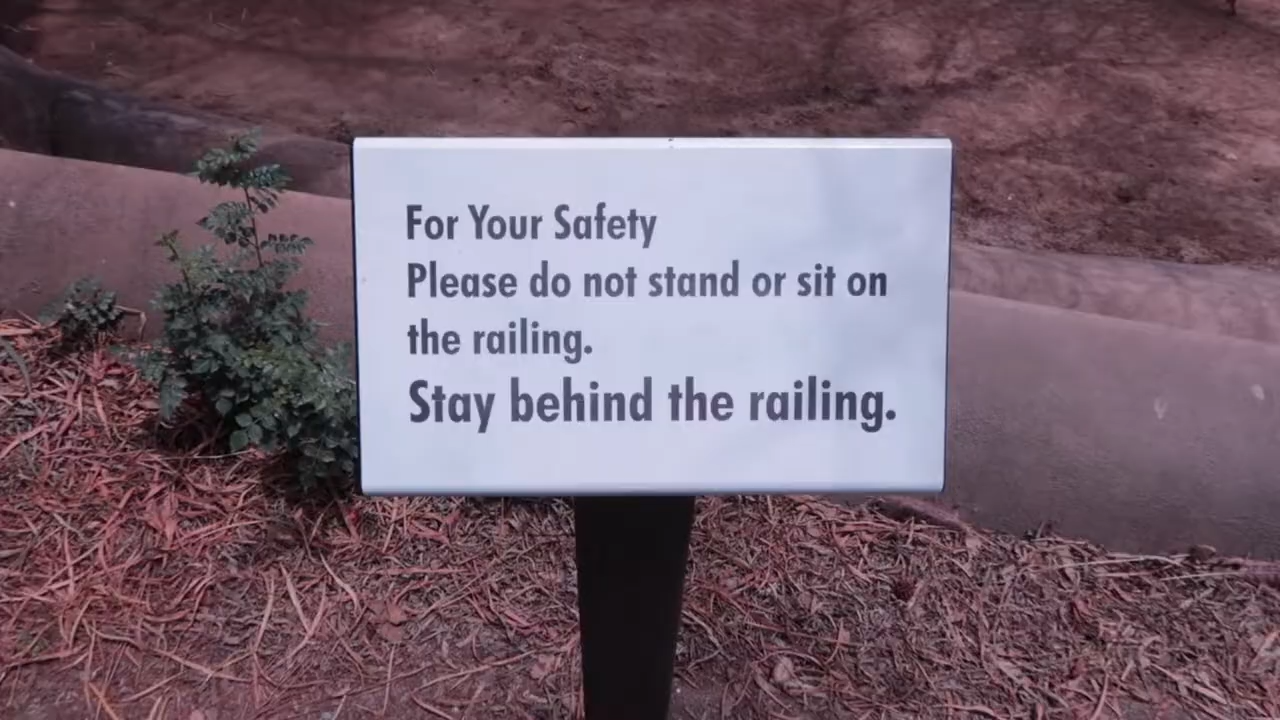 For Your Safety
Please do not stand or sit on
the railing.
Stay behind the railing.